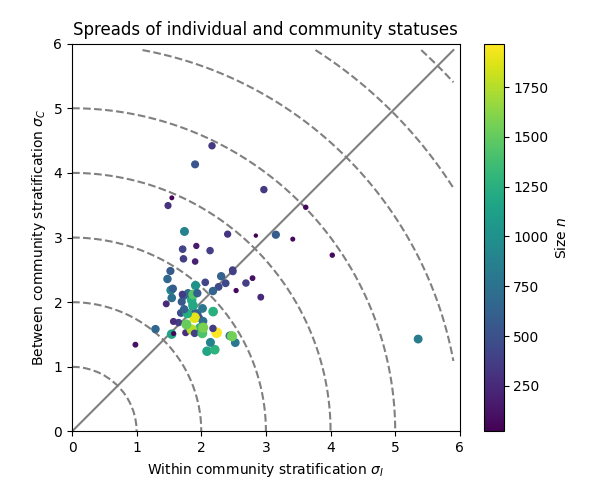 Spreads of individual and community statuses
Between community stratification σ_C
6
5
4
3
2
1
0
0 1 2 3 4 5 6
Within community stratification σ_I
1750
1500
1250
1000
750
500
250
Size n